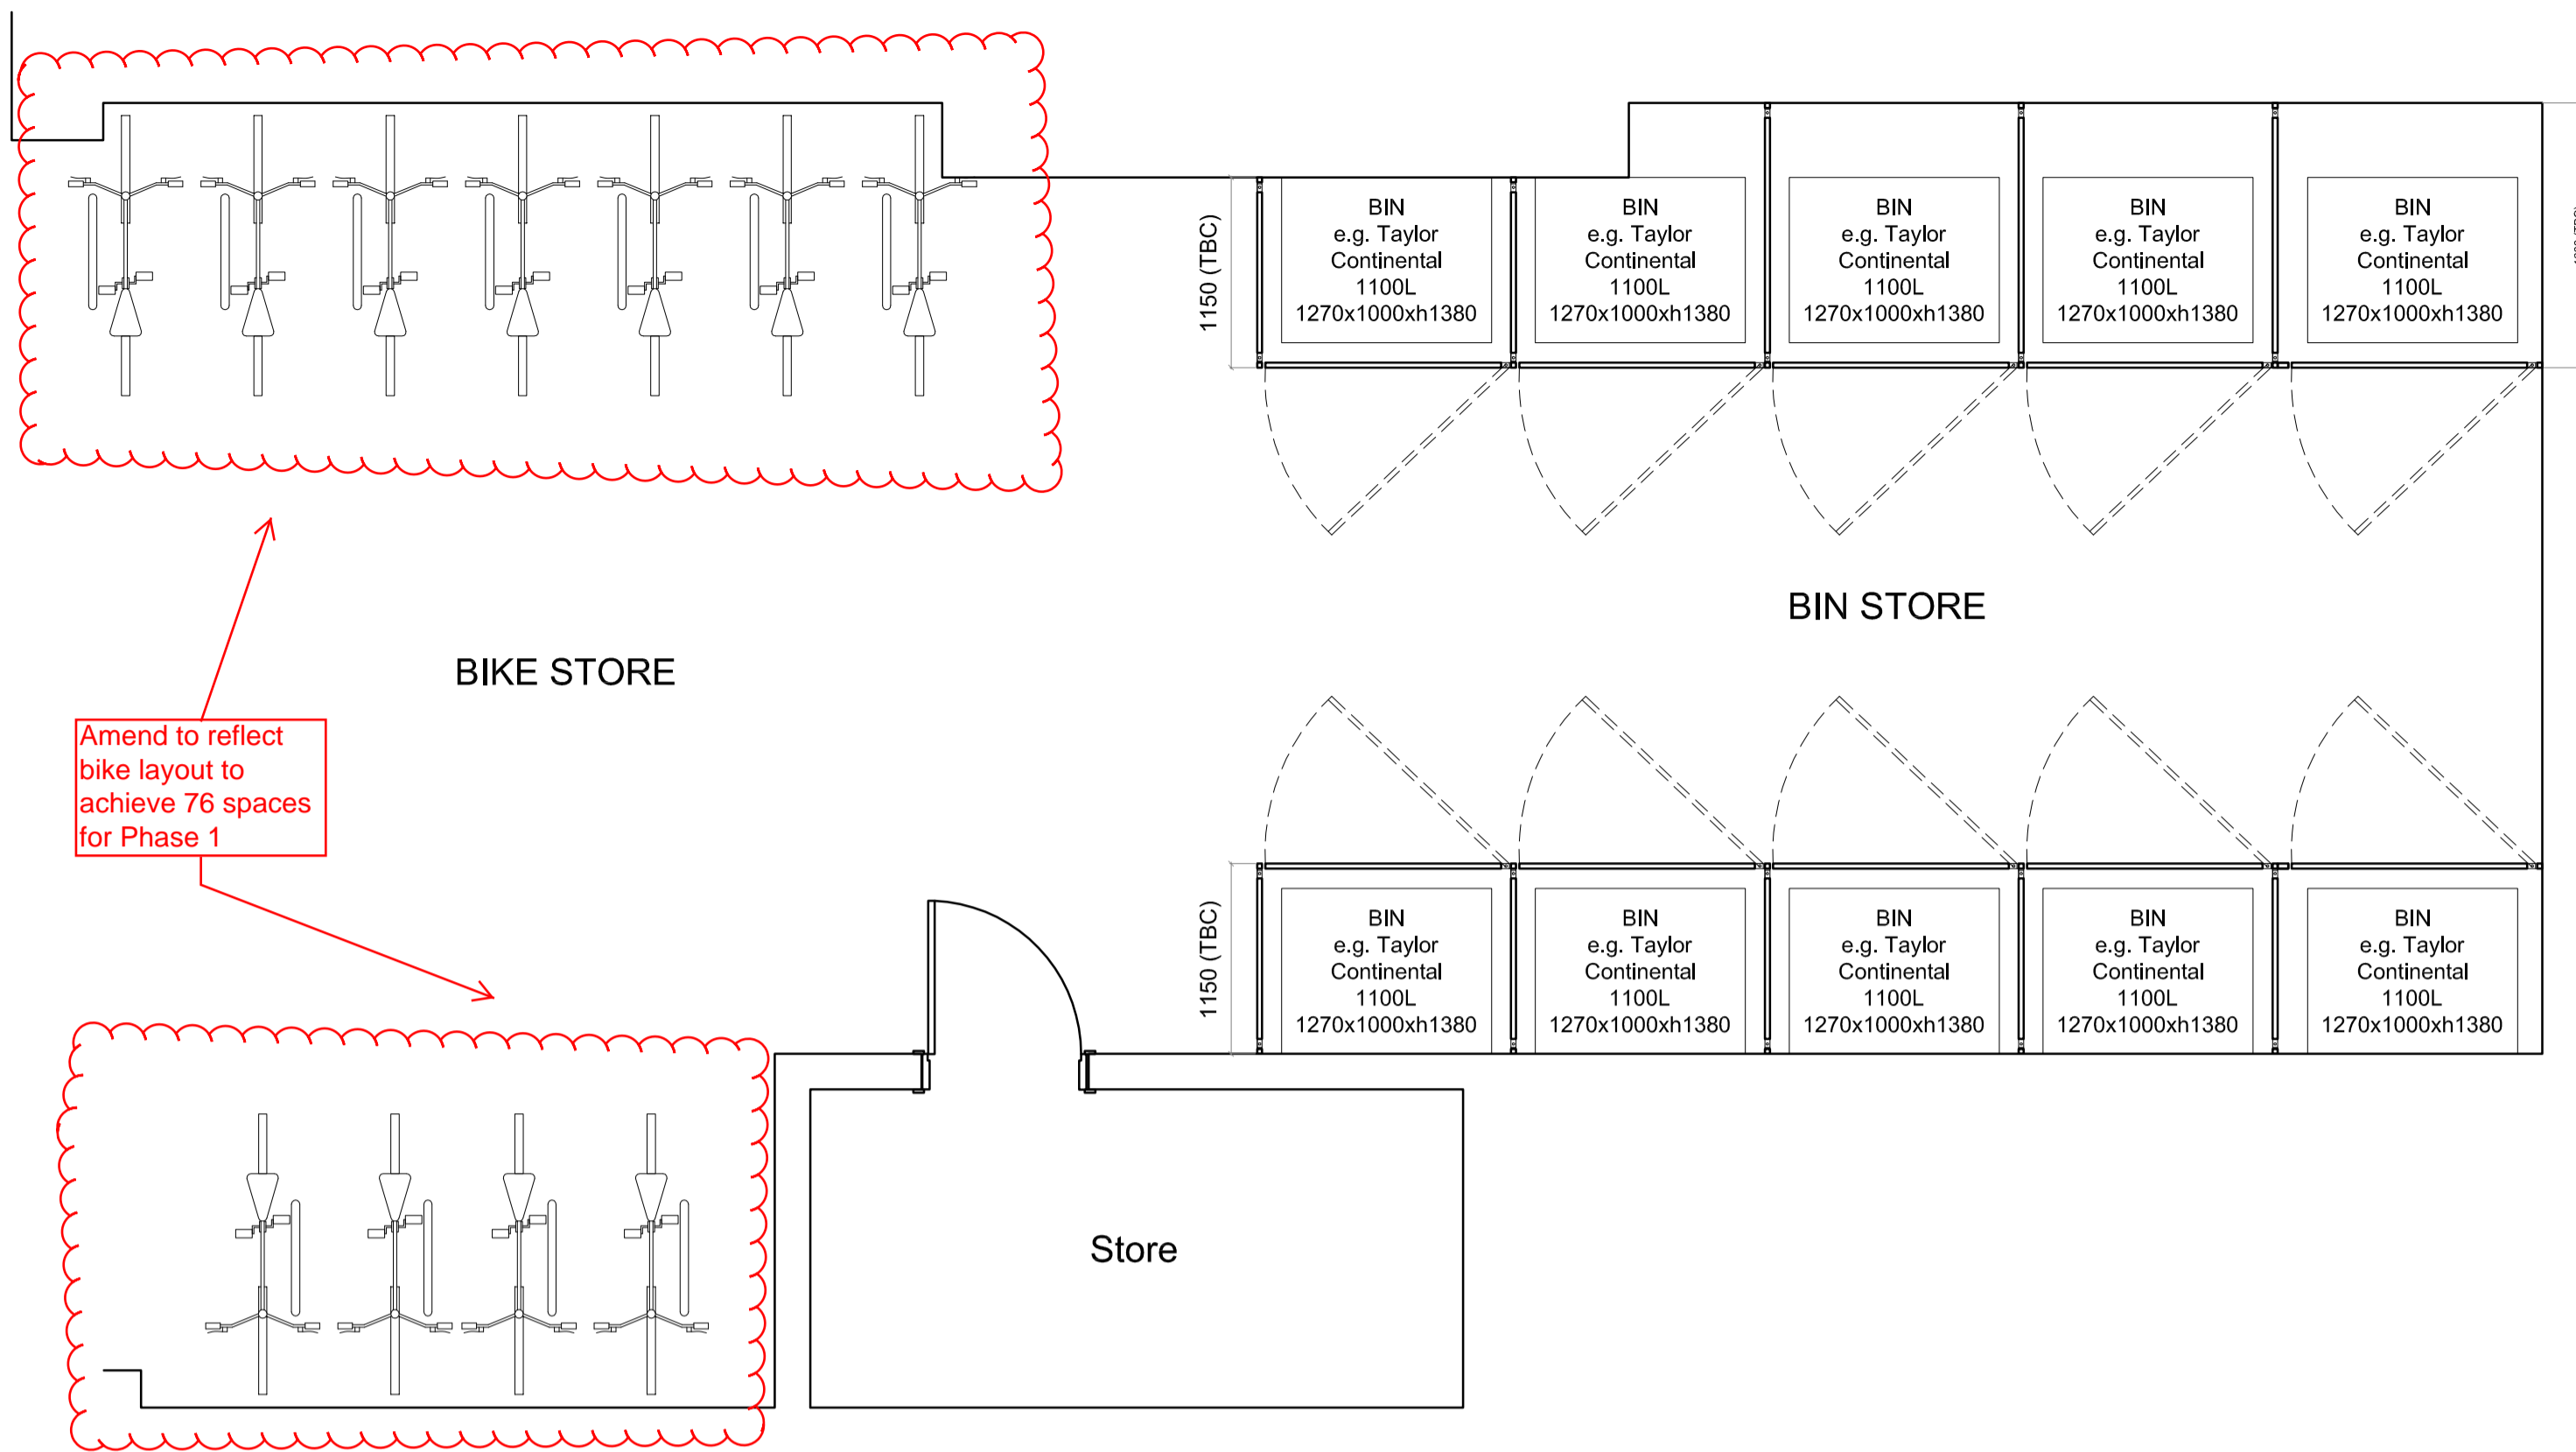 1150 (TBC)
BIN
e.g. Taylor
Continental
1100L
1270x1000xh1380
BIN
e.g. Taylor
Continental
1100L
1270x1000xh1380
BIN
e.g. Taylor
Continental
1100L
1270x1000xh1380
BIN
e.g. Taylor
Continental
1100L
1270x1000xh1380
BIN
e.g. Taylor
Continental
1100L
1270x1000xh1380
BIN STORE
BIKE STORE
Amend to reflect
bike layout to
achieve 76 spaces
for Phase 1
1150 (TBC)
BIN
e.g. Taylor
Continental
1100L
1270x1000xh1380
BIN
e.g. Taylor
Continental
1100L
1270x1000xh1380
BIN
e.g. Taylor
Continental
1100L
1270x1000xh1380
BIN
e.g. Taylor
Continental
1100L
1270x1000xh1380
BIN
e.g. Taylor
Continental
1100L
1270x1000xh1380
Store